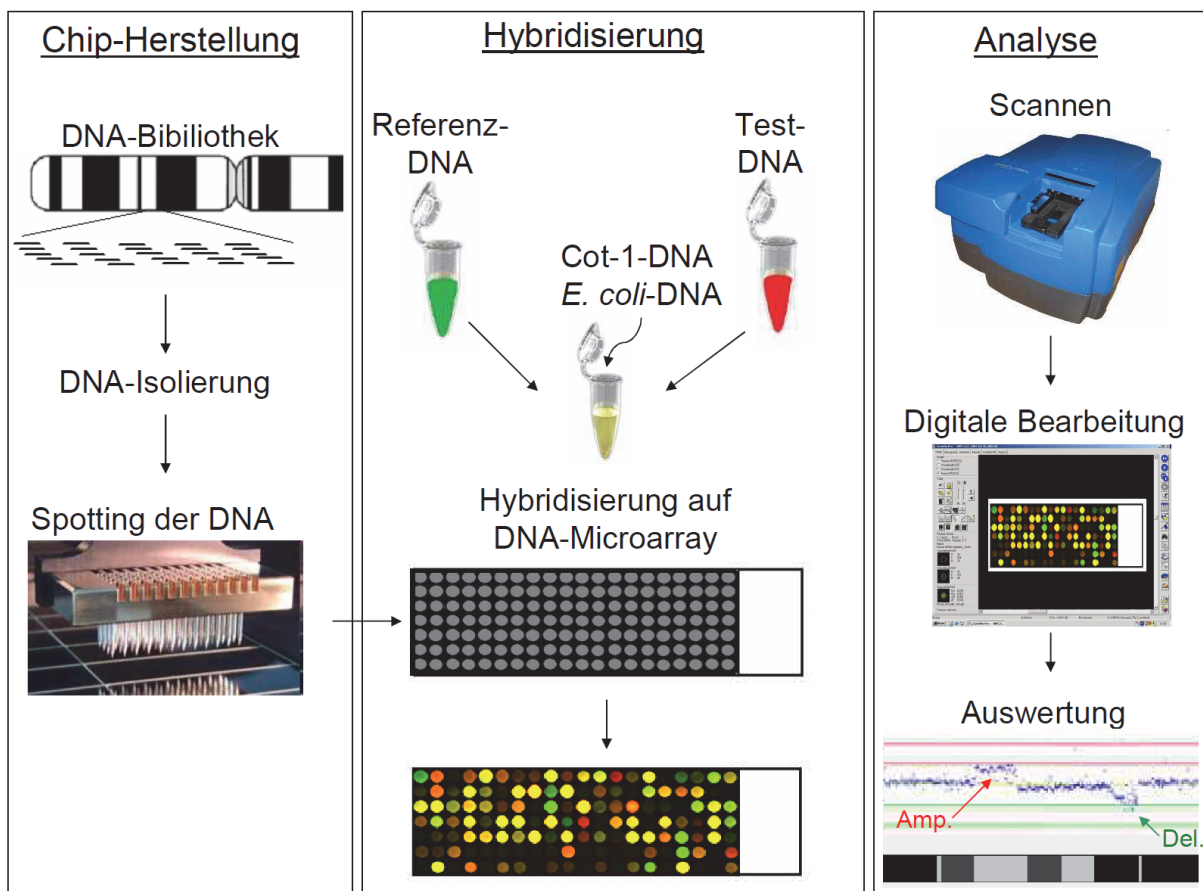 Chip-Herstellung
DNA-Bibiliothek
DNA-Isolierung
Spotting der DNA
Hybridisierung
Referenz-
DNA
Test-
DNA
Cot-1-DNA
E. coli-DNA
Hybridisierung auf
DNA-Microarray
Analyse
Scannen
Digitale Bearbeitung
Auswertung
Amp.
Del.